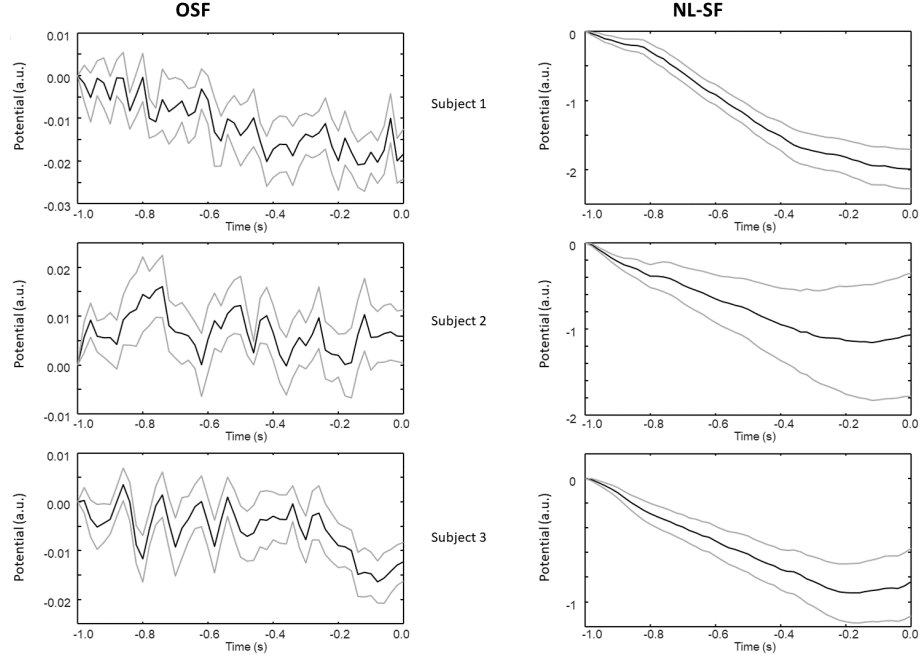 OSF
NL-SF
0.01
0.00
-0.01
-0.02
-0.03
Potential (a.u.)
-1.0 -0.8 -0.6 -0.4 -0.2 0.0
Time (s)
Subject 1
0
-1
-2
Potential (a.u.)
-1.0 -0.8 -0.6 -0.4 -0.2 0.0
Time (s)
0.02
0.01
0.00
-0.01
Potential (a.u.)
-1.0 -0.8 -0.6 -0.4 -0.2 0.0
Time (s)
Subject 2
0
-1
-2
Potential (a.u.)
-1.0 -0.8 -0.6 -0.4 -0.2 0.0
Time (s)
0.01
0.00
-0.01
-0.02
Potential (a.u.)
-1.0 -0.8 -0.6 -0.4 -0.2 0.0
Time (s)
Subject 3
0
-1
Potential (a.u.)
-1.0 -0.8 -0.6 -0.4 -0.2 0.0
Time (s)